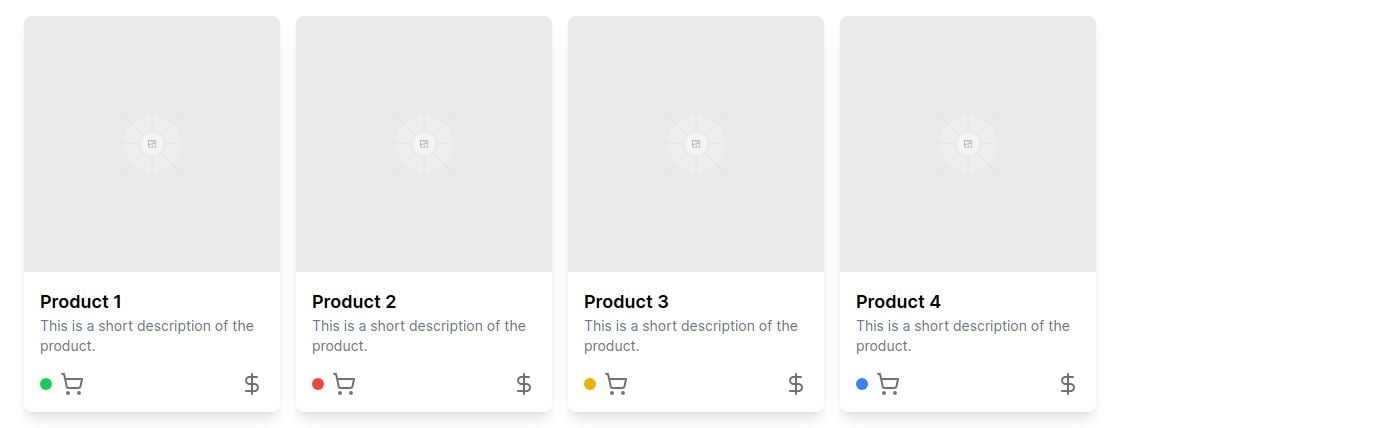 Product 1
This is a short description of the
product.
Product 2
This is a short description of the
product.
Product 3
This is a short description of the
product.
Product 4
This is a short description of the
product.